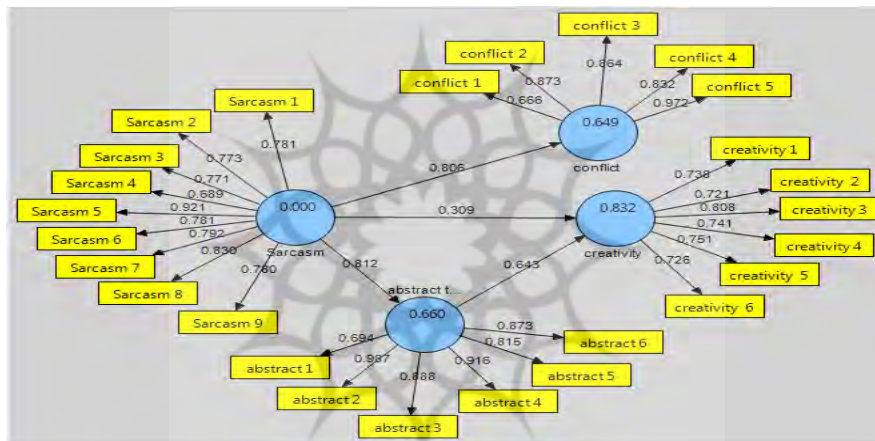 conflict 3
conflict 2
conflict 4
conflict 1
conflict 5
0.864
0.873
0.832
0.666
0.972
0.649
conflict
Sarcasm 1
Sarcasm 2
Sarcasm 3
Sarcasm 4
Sarcasm 5
Sarcasm 6
Sarcasm 7
Sarcasm 8
Sarcasm 9
0.781
0.773
0.771
0.689
0.921
0.781
0.792
0.830
0.780
0.000
Sarcasm
0.806
0.309
0.812
0.643
0.832
creativity
creativity 1
creativity 2
creativity 3
creativity 4
creativity 5
creativity 6
0.738
0.721
0.808
0.741
0.751
0.726
abstract t...
0.660
0.694
0.987
0.888
0.916
0.815
0.873
abstract 1
abstract 2
abstract 3
abstract 4
abstract 5
abstract 6